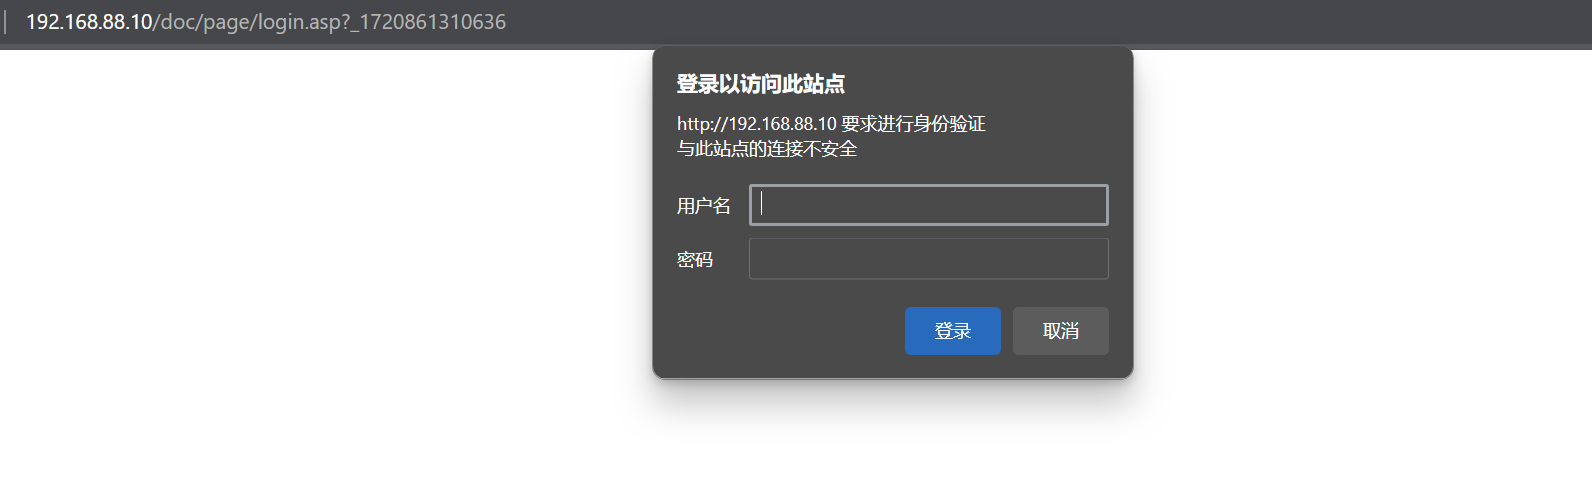 192.168.88.10/doc/page/login.asp?_1720861310636
登录以访问此站点
http://192.168.88.10 要求进行身份验证
与此站点的连接不安全
用户名
密码
登录 取消